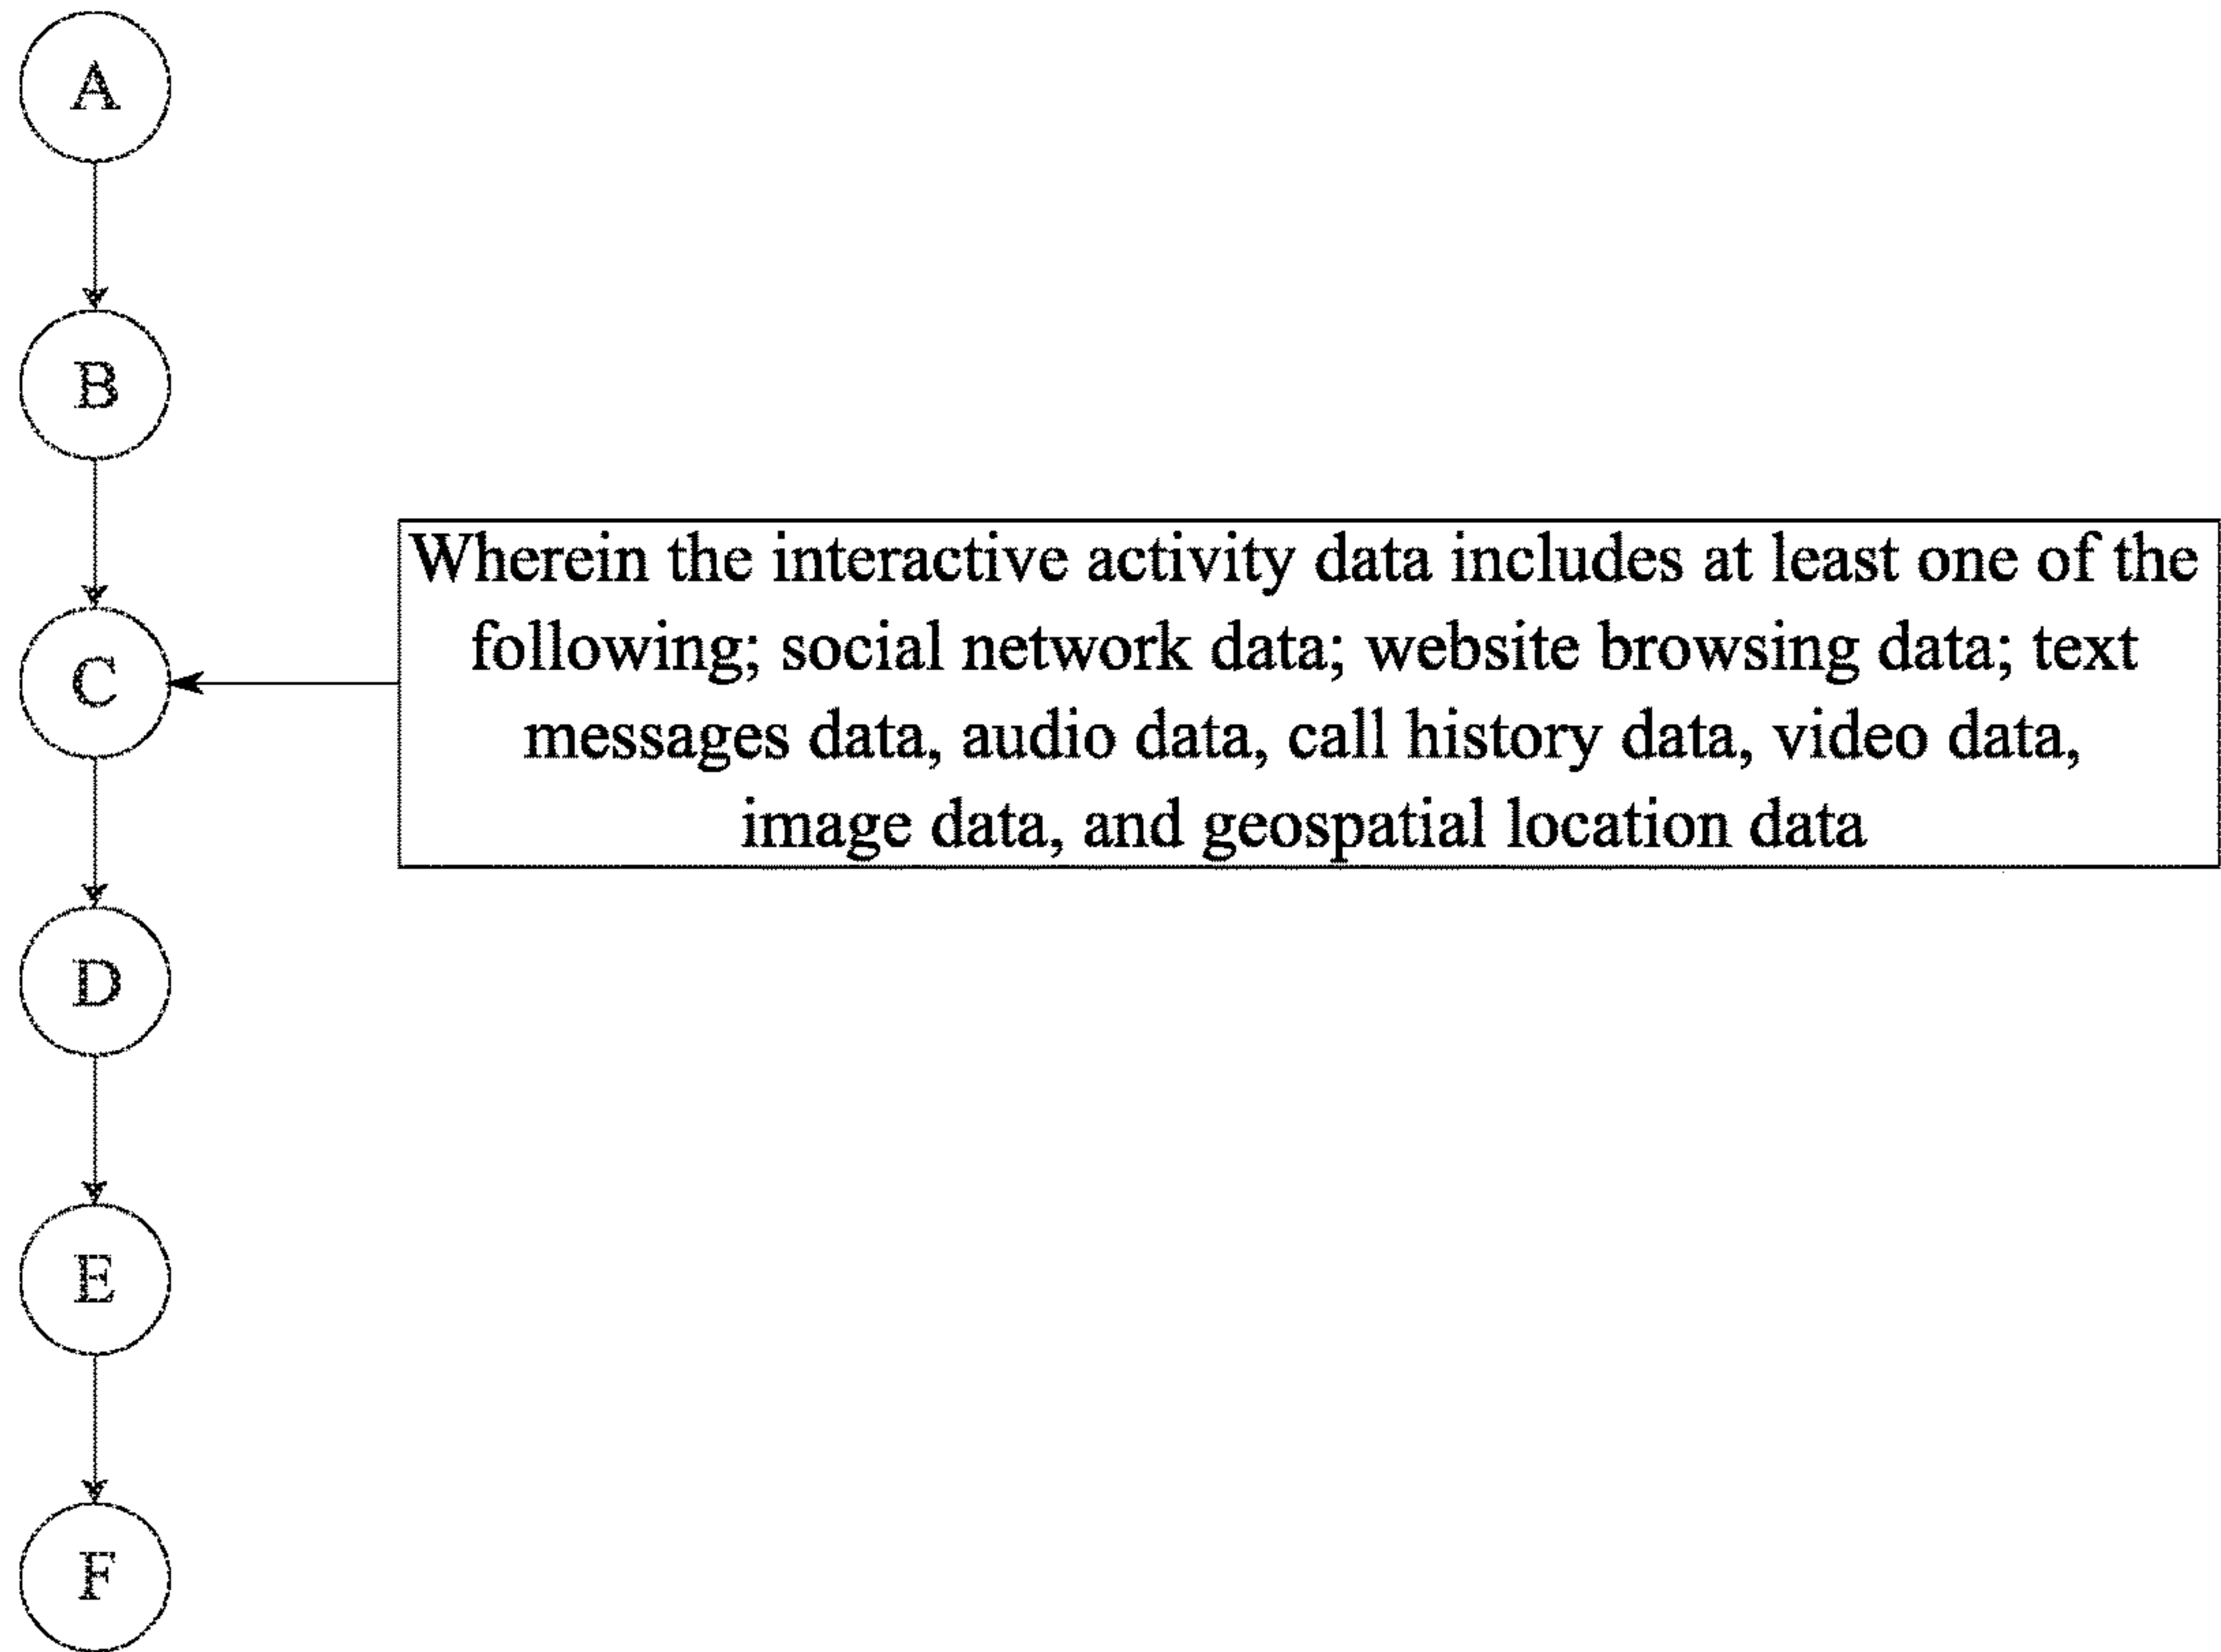 A
B
Wherein the interactive activity data includes at least one of the
following; social network data; website browsing data; text
C
messages data, audio data, call history data, video data,
image data, and geospatial location data
D
E
F